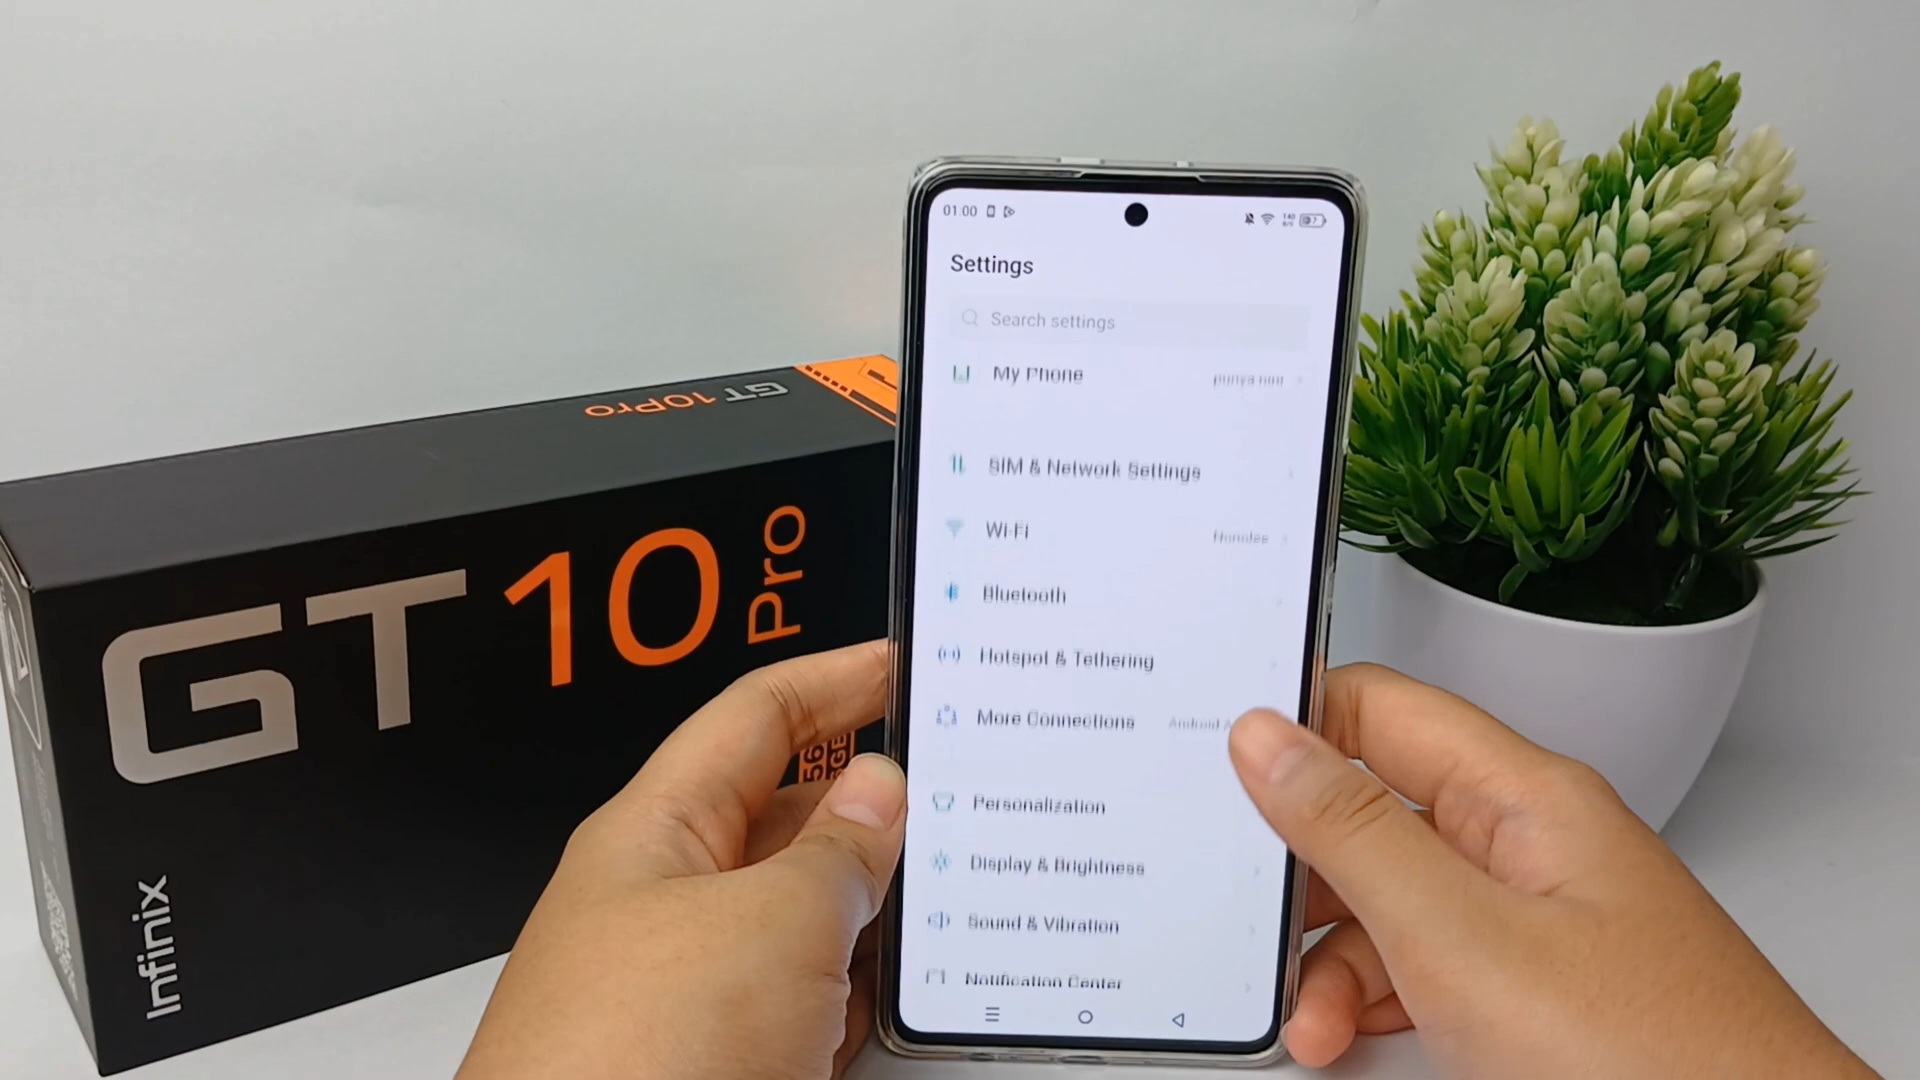 GT 10Pro
GT 10 Pro
Infinix
01:00
Settings
Search settings
My Phone
SIM & Network Settings
Wi-Fi
Bluetooth
Hotspot & Tethering
More Connections
Android
Personalization
Display & Brightness
Sound & Vibration
Notification Center